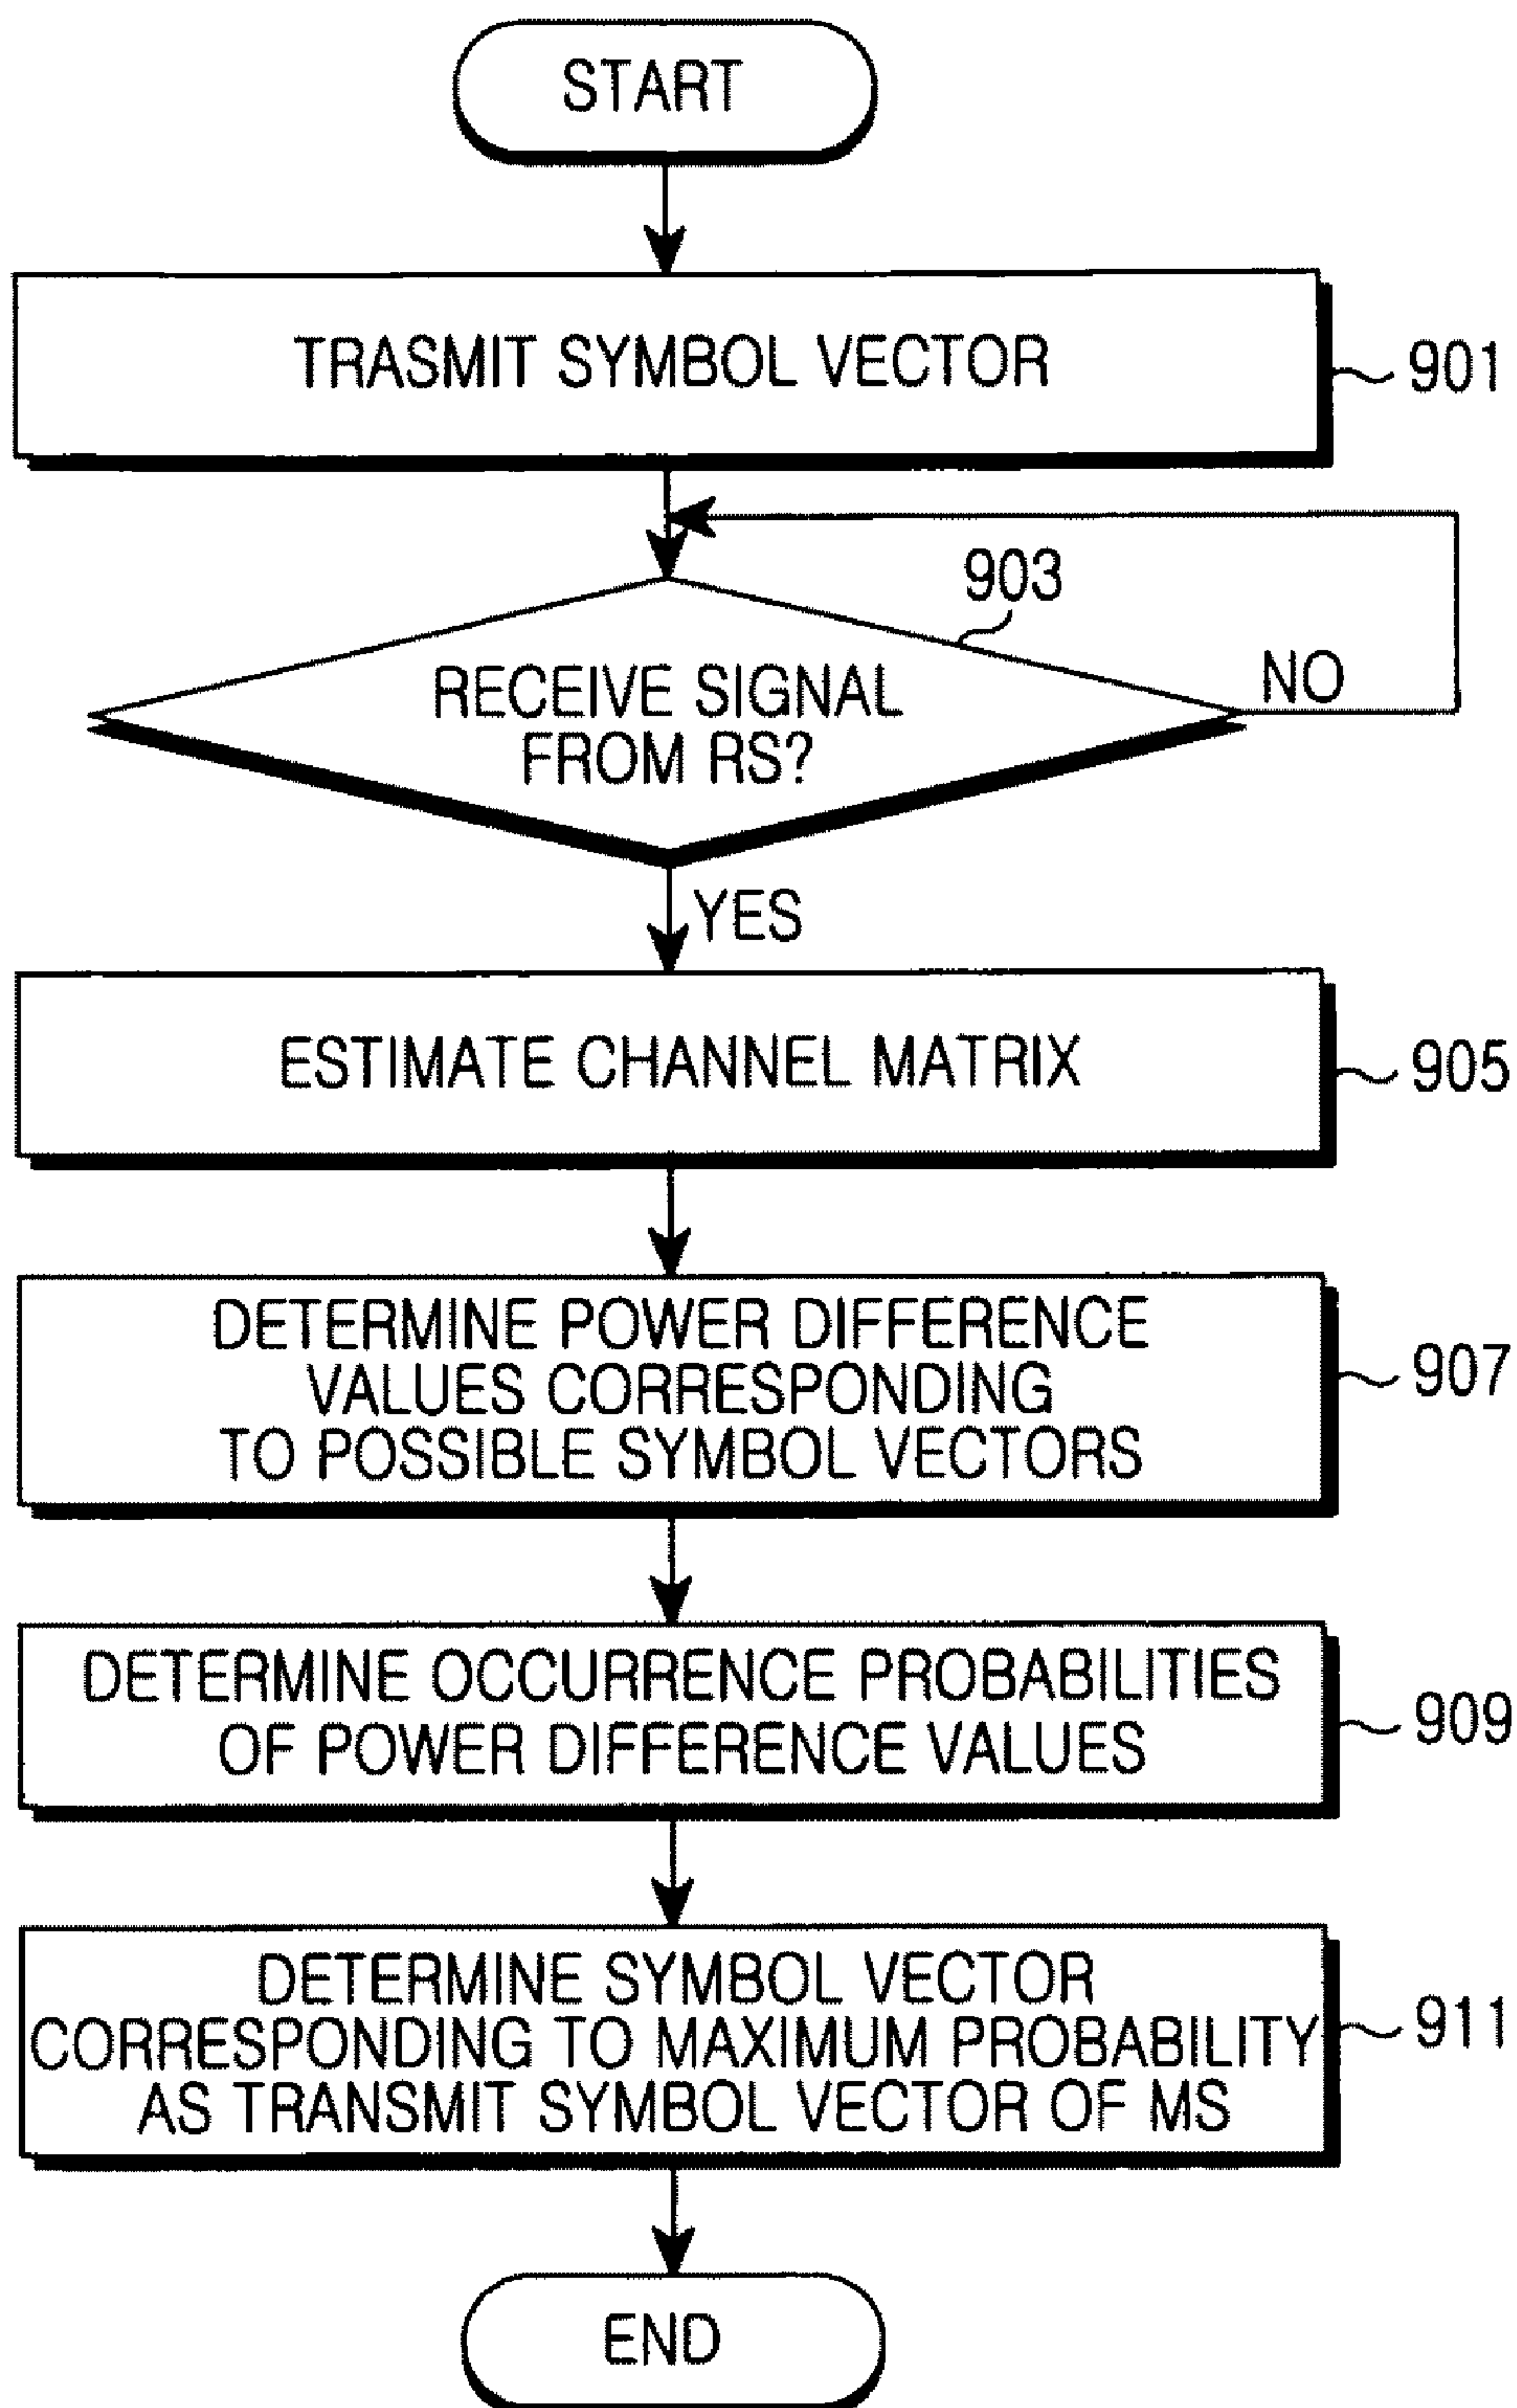 START
TRASMIT SYMBOL VECTOR
901
903
RECEIVE SIGNAL
FROM RS?
NO
YES
ESTIMATE CHANNEL MATRIX
905
DETERMINE POWER DIFFERENCE
VALUES CORRESPONDING
TO POSSIBLE SYMBOL VECTORS
907
DETERMINE OCCURRENCE PROBABILITIES
OF POWER DIFFERENCE VALUES
909
DETERMINE SYMBOL VECTOR
CORRESPONDING TO MAXIMUM PROBABILITY
AS TRANSMIT SYMBOL VECTOR OF MS
911
END